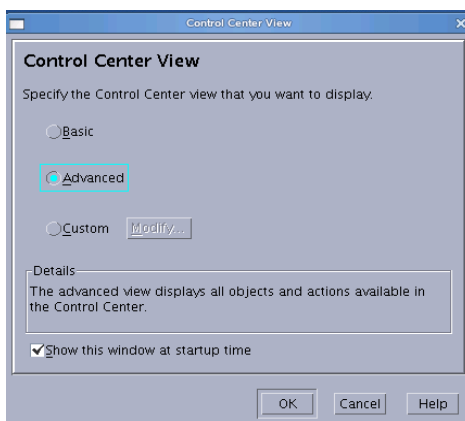 Control Center View
Control Center View
Specify the Control Center view that you want to display.
Basic
Advanced
Custom Modify...
Details
The advanced view displays all objects and actions available in
the Control Center.
Show this window at startup time
OK Cancel Help